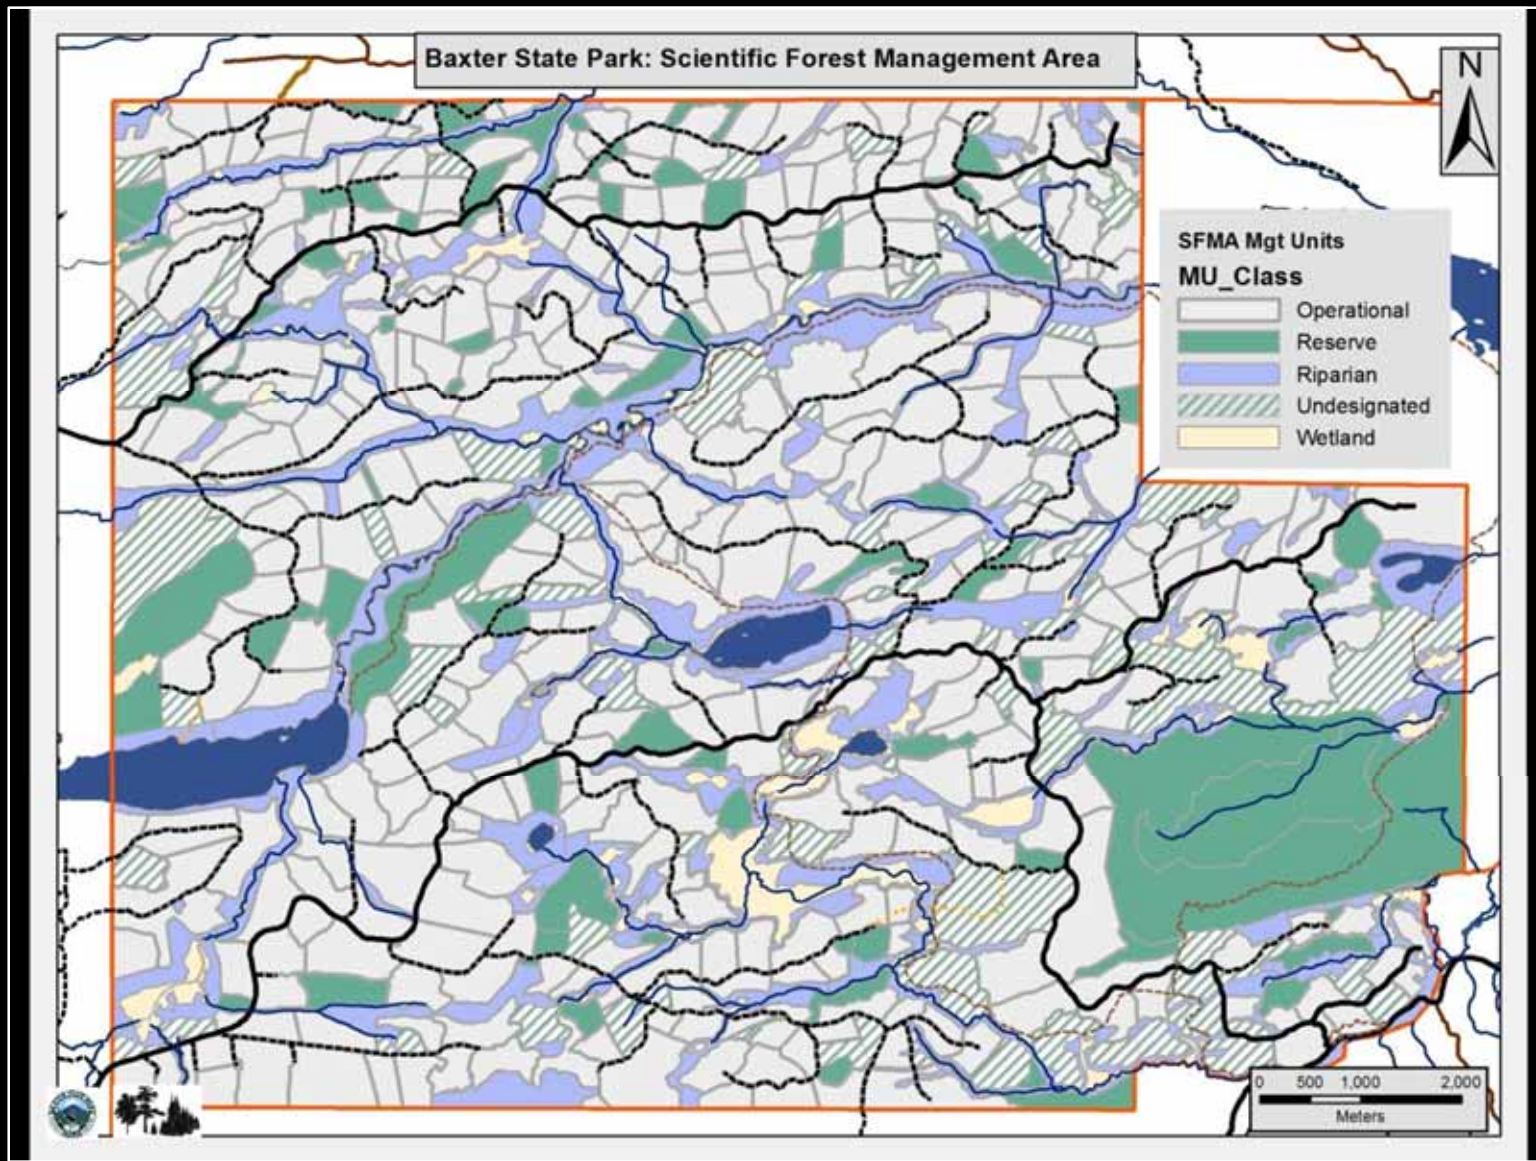 Baxter State Park: Scientific Forest Management Area
N
SFMA Mgt Units
MU_Class
Operational
Reserve
Riparian
Undesignated
Wetland
0 500 1,000 2,000
Meters